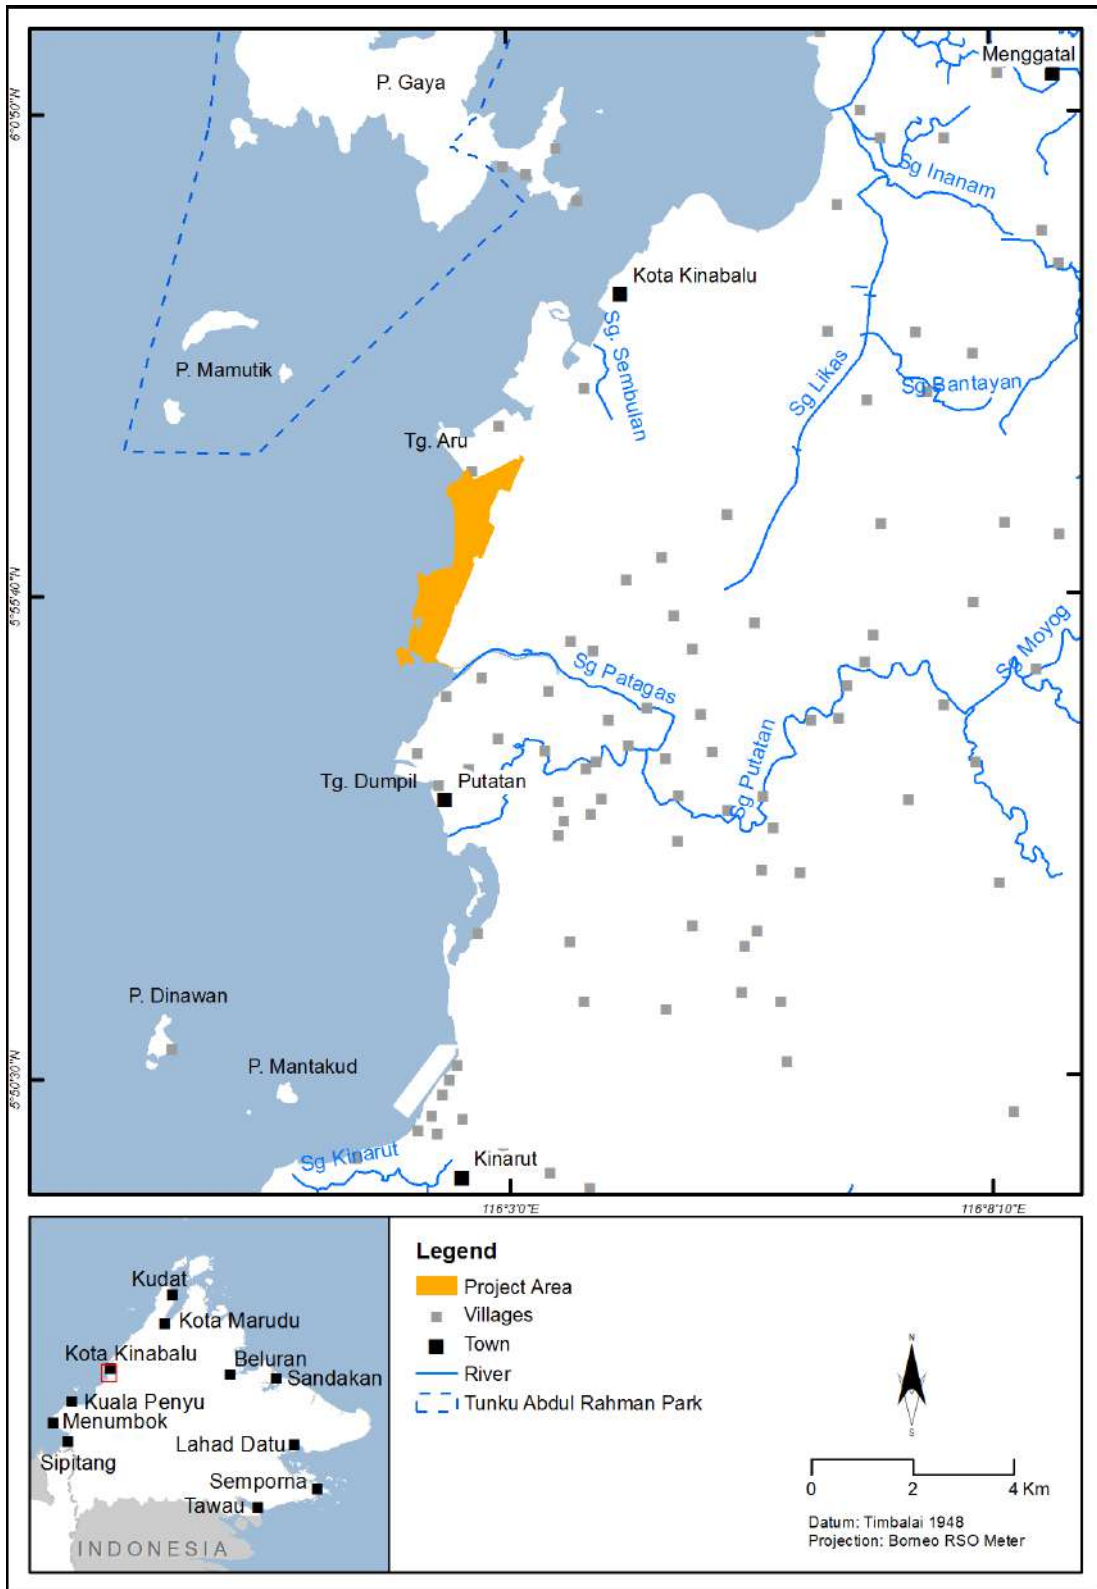 Menggatal
P. Gaya
6°0'50"N
Sg Inanam
Kota Kinabalu
Sg. Sembulan
P. Mamutik
Sg Likas
Sg Bantayan
Tg. Aru
5°55'40"N
Sg Moyog
Sg Patagas
Sg Putatan
Tg. Dumpil
Putatan
P. Dinawan
P. Mantakud
5°50'30"N
Sg Kinarut
Kinarut
116°3'0"E
116°8'10"E
Kudat
Kota Marudu
Kota Kinabalu
Beluran
Sandakan
Kuala Penyu
Menumbok
Lahad Datu
Sipitang
Semporna
Tawau
INDONESIA
Legend
Project Area
Villages
Town
River
Tunku Abdul Rahman Park
N
S
0 2 4 Km
Datum: Timbalai 1948
Projection: Borneo RSO Meter